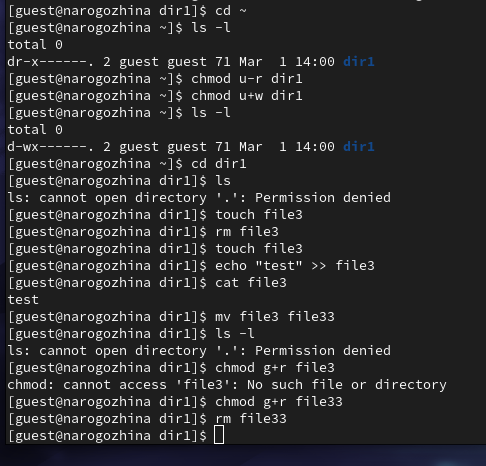 [guest@narogozhina dir1]$ cd ~
[guest@narogozhina ~]$ ls -l
total 0
dr-x------. 2 guest guest 71 Mar  1 14:00 dir1
[guest@narogozhina ~]$ chmod u-r dir1
[guest@narogozhina ~]$ chmod u+w dir1
[guest@narogozhina ~]$ ls -l
total 0
d-wx------. 2 guest guest 71 Mar  1 14:00 dir1
[guest@narogozhina ~]$ cd dir1
[guest@narogozhina dir1]$ ls
ls: cannot open directory '.': Permission denied
[guest@narogozhina dir1]$ touch file3
[guest@narogozhina dir1]$ rm file3
[guest@narogozhina dir1]$ touch file3
[guest@narogozhina dir1]$ echo "test" >> file3
[guest@narogozhina dir1]$ cat file3
test
[guest@narogozhina dir1]$ mv file3 file33
[guest@narogozhina dir1]$ ls -l
ls: cannot open directory '.': Permission denied
[guest@narogozhina dir1]$ chmod g+r file3
chmod: cannot access 'file3': No such file or directory
[guest@narogozhina dir1]$ chmod g+r file33
[guest@narogozhina dir1]$ rm file33
[guest@narogozhina dir1]$